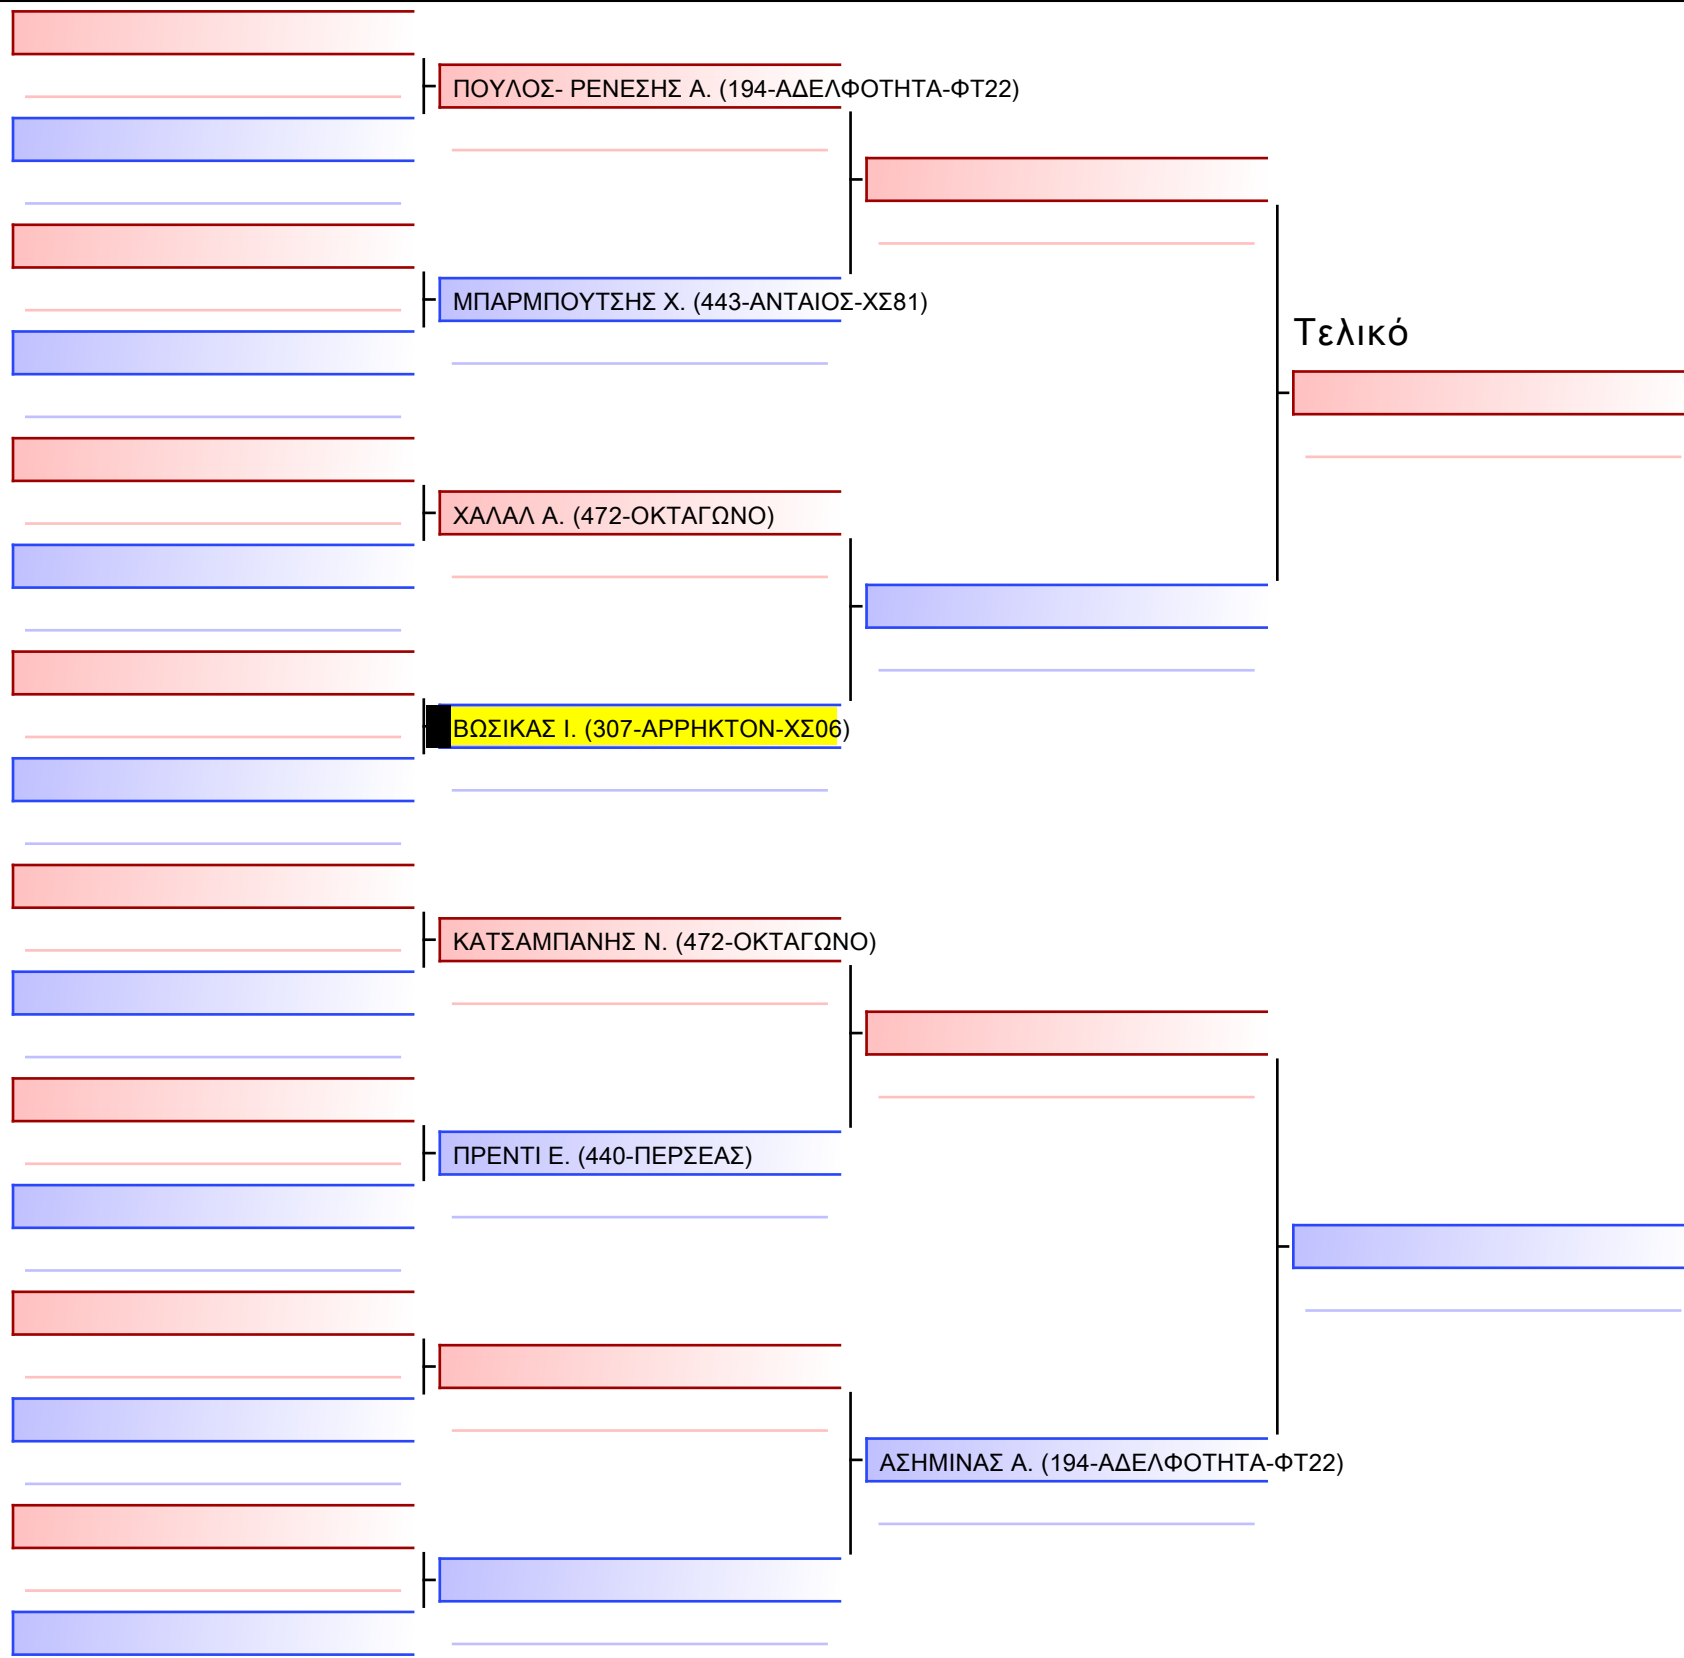 ΠΟΥΛΟΣ- ΡΕΝΕΣΗΣ Α. (194-ΑΔΕΛΦΟΤΗΤΑ-ΦΤ22)
ΜΠΑΡΜΠΟΥΤΣΗΣ Χ. (443-ΑΝΤΑΙΟΣ-ΧΣ81)
Τελικό
ΧΑΛΑΛ Α. (472-ΟΚΤΑΓΩΝΟ)
ΒΩΣΙΚΑΣ Ι. (307-ΑΡΡΗΚΤΟΝ-ΧΣ06)
ΚΑΤΣΑΜΠΑΝΗΣ Ν. (472-ΟΚΤΑΓΩΝΟ)
ΠΡΕΝΤΙ Ε. (440-ΠΕΡΣΕΑΣ)
ΑΣΗΜΙΝΑΣ Α. (194-ΑΔΕΛΦΟΤΗΤΑ-ΦΤ22)